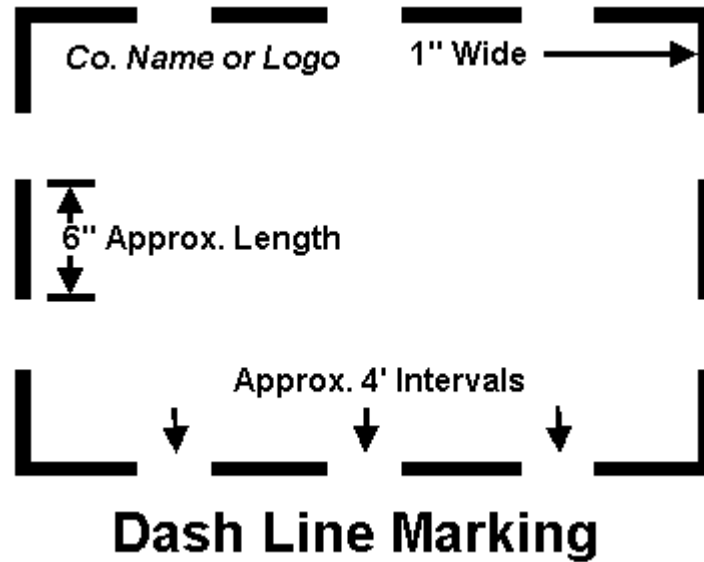 Co. Name or Logo
1" Wide
6" Approx. Length
Approx. 4' Intervals
Dash Line Marking